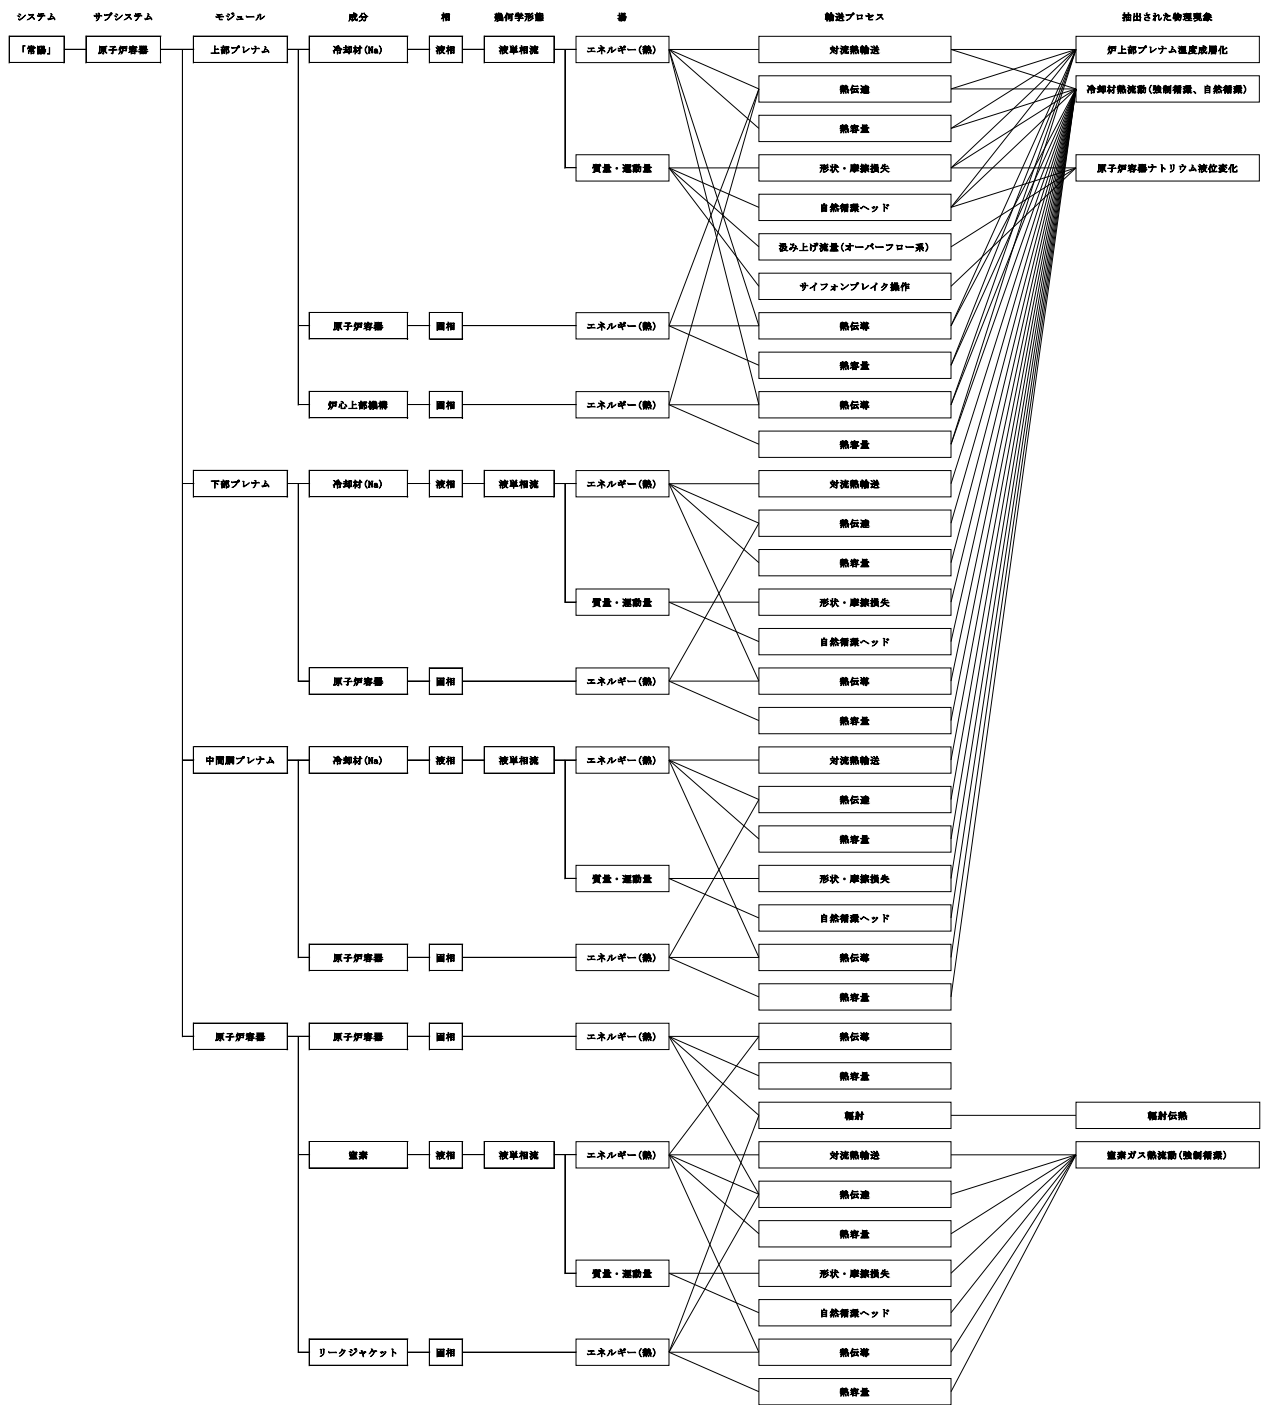 システム サブシステム モジュール 成分 相 幾何学形態 場 輸送プロセス 抽出された物理現象
「常陽」 原子炉容器 上部プレナム 冷却材(Na) 液相 液単相流 エネルギー(熱) 対流熱輸送 炉上部プレナム温度成層化
熱伝達 冷却材熱流動(強制循環、自然循環)
熱容量
質量・運動量 形状・摩擦損失 原子炉容器ナトリウム液位変化
自然循環ヘッド
汲み上げ流量(オーバーフロー系)
サイフォンブレイク操作
原子炉容器 固相 エネルギー(熱) 熱伝導
熱容量
炉心上部機構 固相 エネルギー(熱) 熱伝導
熱容量
下部プレナム 冷却材(Na) 液相 液単相流 エネルギー(熱) 対流熱輸送
熱伝達
熱容量
質量・運動量 形状・摩擦損失
自然循環ヘッド
原子炉容器 固相 エネルギー(熱) 熱伝導
熱容量
中間胴プレナム 冷却材(Na) 液相 液単相流 エネルギー(熱) 対流熱輸送
熱伝達
熱容量
質量・運動量 形状・摩擦損失
自然循環ヘッド
原子炉容器 固相 エネルギー(熱) 熱伝導
熱容量
原子炉容器 原子炉容器 固相 エネルギー(熱) 熱伝導
熱容量
輻射 輻射伝熱
窒素 液相 液単相流 エネルギー(熱) 対流熱輸送 窒素ガス熱流動(強制循環)
熱伝達
熱容量
質量・運動量 形状・摩擦損失
自然循環ヘッド
リークジャケット 固相 エネルギー(熱) 熱伝導
熱容量